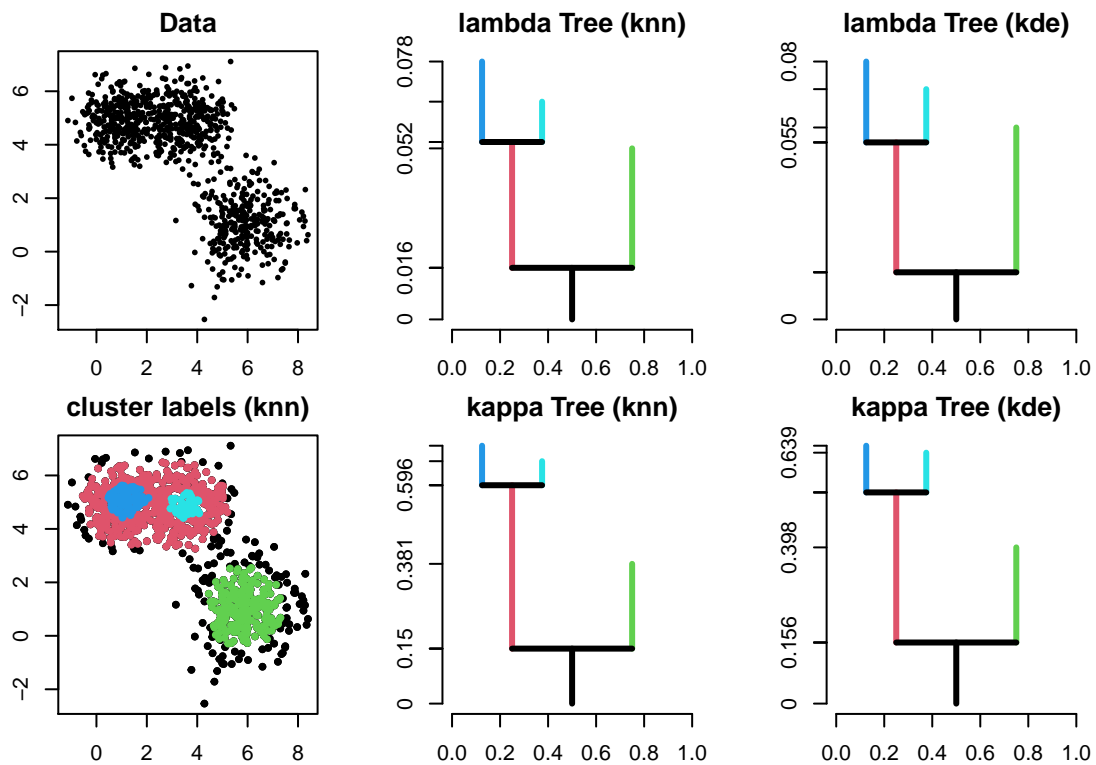 Data
6
4
2
0
−2
0 2 4 6 8
lambda Tree (knn)
0.078
0.052
0.016
0
0.0 0.2 0.4 0.6 0.8 1.0
lambda Tree (kde)
0.08
0.055
0
0.0 0.2 0.4 0.6 0.8 1.0
cluster labels (knn)
6
4
2
0
−2
0 2 4 6 8
kappa Tree (knn)
0.596
0.381
0.15
0
0.0 0.2 0.4 0.6 0.8 1.0
kappa Tree (kde)
0.639
0.398
0.156
0
0.0 0.2 0.4 0.6 0.8 1.0